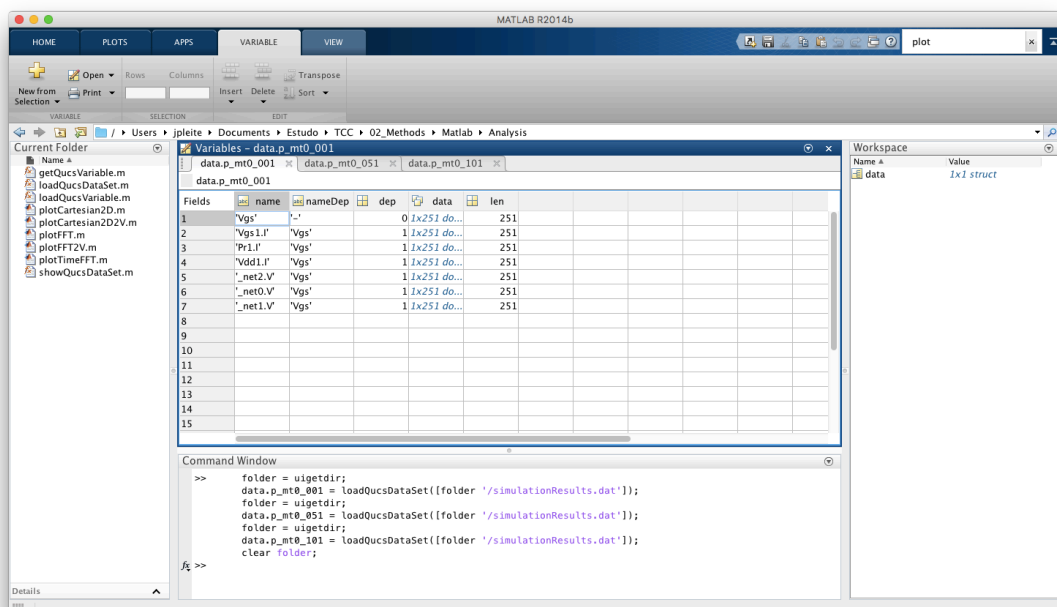 MATLAB R2014b
HOME PLOTS APPS VARIABLE VIEW plot
New from Selection Open Print Rows Columns Insert Delete Transpose Sort
VARIABLE SELECTION EDIT
/ Users jpleite Documents Estudo TCC 02_Methods Matlab Analysis
Current Folder
Name
getQucsVariable.m
loadQucsDataSet.m
loadQucsVariable.m
plotCartesian2D.m
plotCartesian2D2V.m
plotFFT.m
plotFFT2V.m
plotTimeFFT.m
showQucsDataSet.m
Details
Variables - data.p_mt0_001
data.p_mt0_001 data.p_mt0_051 data.p_mt0_101
data.p_mt0_001
Fields name nameDep dep data len
1 'Vgs' '-' 0 1x251 do... 251
2 'Vgs1.I' 'Vgs' 1 1x251 do... 251
3 'Pr1.I' 'Vgs' 1 1x251 do... 251
4 'Vdd1.I' 'Vgs' 1 1x251 do... 251
5 '_net2.V' 'Vgs' 1 1x251 do... 251
6 '_net0.V' 'Vgs' 1 1x251 do... 251
7 '_net1.V' 'Vgs' 1 1x251 do... 251
8
9
10
11
12
13
14
15
Command Window
>> folder = uigetdir;
data.p_mt0_001 = loadQucsDataSet([folder '/simulationResults.dat']);
folder = uigetdir;
data.p_mt0_051 = loadQucsDataSet([folder '/simulationResults.dat']);
folder = uigetdir;
data.p_mt0_101 = loadQucsDataSet([folder '/simulationResults.dat']);
clear folder;
fx >>
Workspace
Name Value
data 1x1 struct